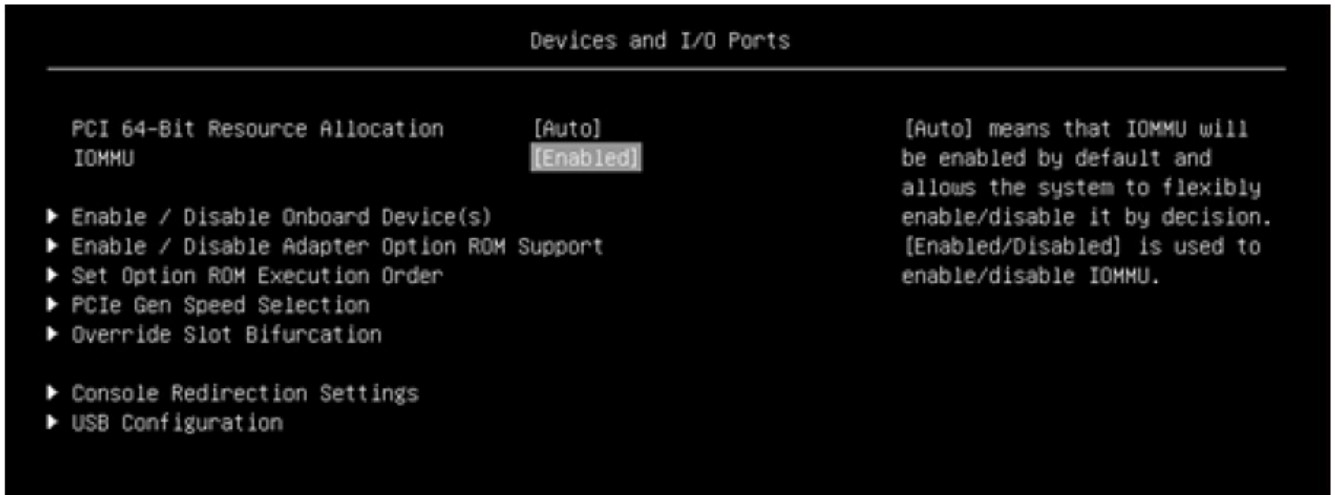 Devices and I/O Ports
PCI 64-Bit Resource Allocation [Auto]
IOMMU [Enabled]
▶ Enable / Disable Onboard Device(s)
▶ Enable / Disable Adapter Option ROM Support
▶ Set Option ROM Execution Order
▶ PCIe Gen Speed Selection
▶ Override Slot Bifurcation
▶ Console Redirection Settings
▶ USB Configuration
[Auto] means that IOMMU will
be enabled by default and
allows the system to flexibly
enable/disable it by decision.
[Enabled/Disabled] is used to
enable/disable IOMMU.